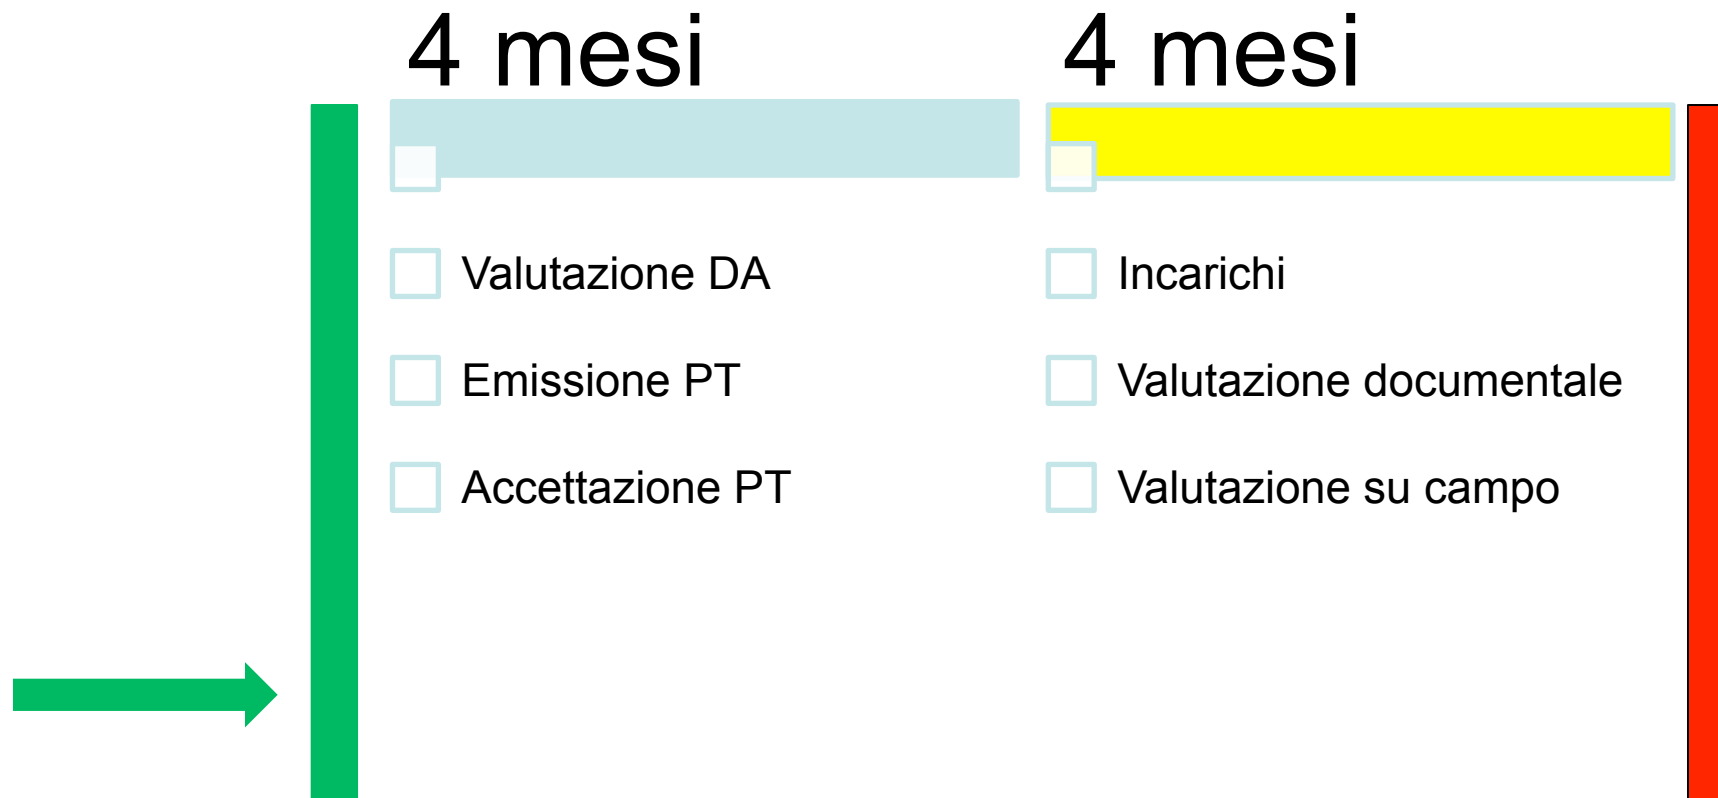 4 mesi
Valutazione DA
Emissione PT
Accettazione PT
4 mesi
Incarichi
Valutazione documentale
Valutazione su campo